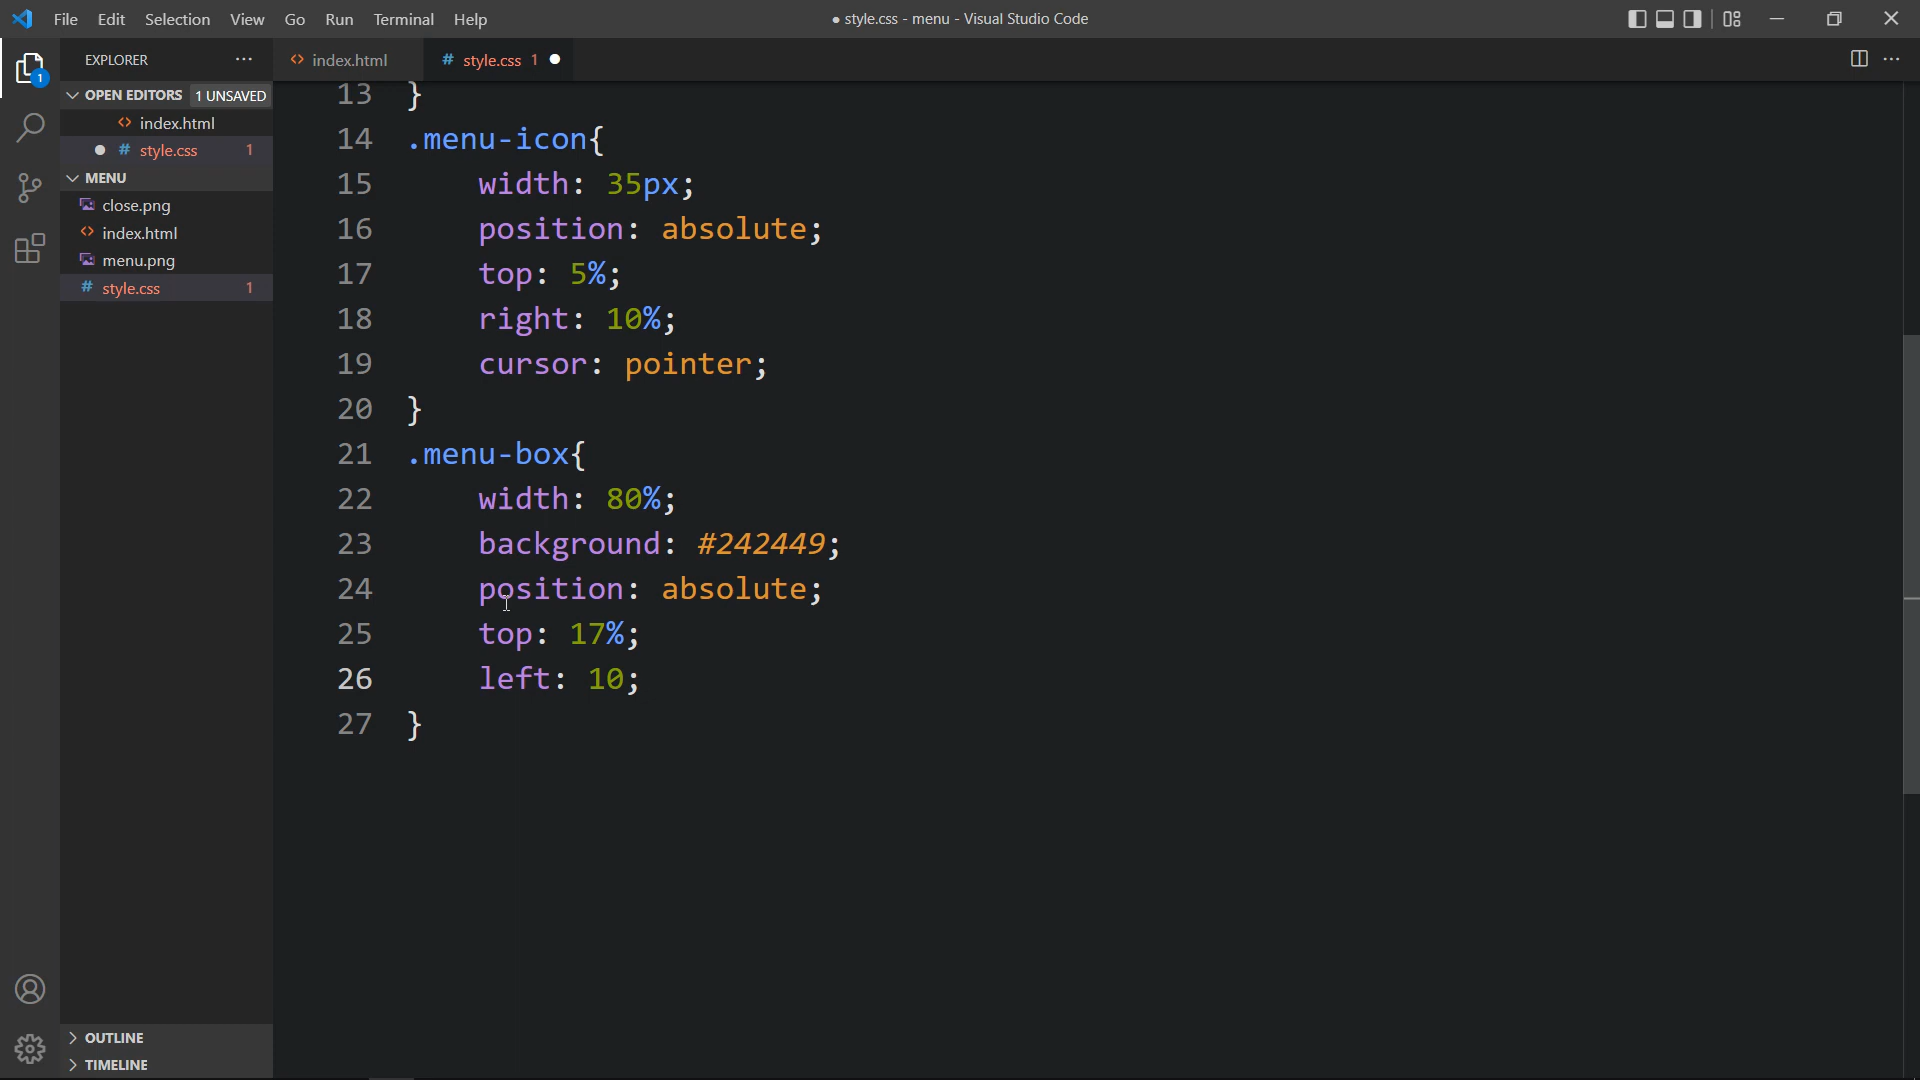 File Edit Selection View Go Run Terminal Help
● style.css - menu - Visual Studio Code
1
EXPLORER ···
OPEN EDITORS 1 UNSAVED
<> index.html
● # style.css 1
MENU
close.png
<> index.html
menu.png
# style.css 1
OUTLINE
TIMELINE
<> index.html
# style.css 1 ●
13 }
14 .menu-icon{
15 width: 35px;
16 position: absolute;
17 top: 5%;
18 right: 10%;
19 cursor: pointer;
20 }
21 .menu-box{
22 width: 80%;
23 background: #242449;
24 position: absolute;
25 top: 17%;
26 left: 10;
27 }